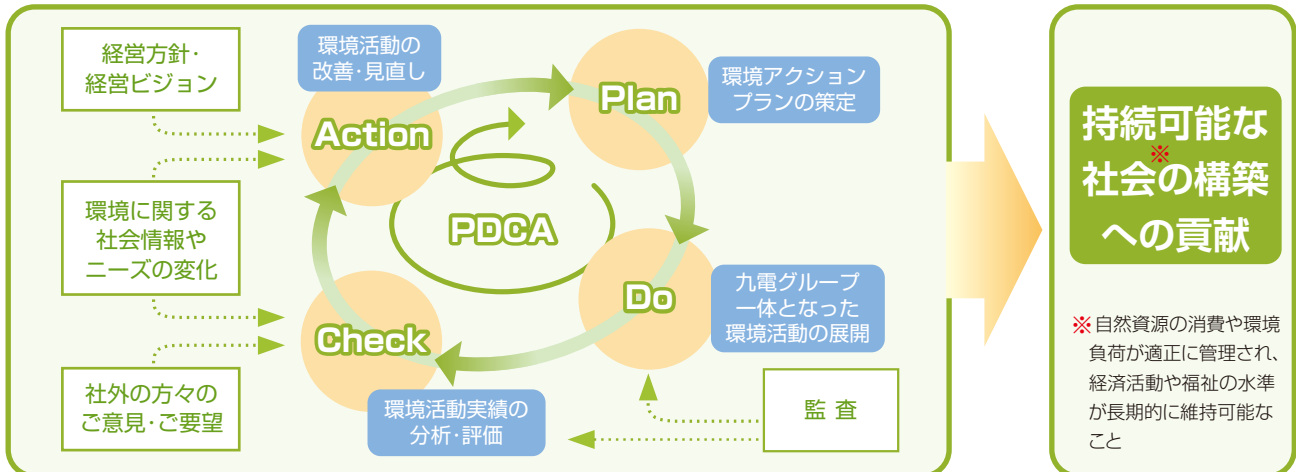 経営方針・
経営ビジョン
環境に関する
社会情報や
ニーズの変化
社外の方々の
ご意見・ご要望
環境活動の
改善・見直し
Action
Plan
環境アクション
プランの策定
PDCA
Do
九電グループ
一体となった
環境活動の展開
Check
環境活動実績の
分析・評価
監 査
持続可能な
※
社会の構築
への貢献
※自然資源の消費や環境
負荷が適正に管理され、
経済活動や福祉の水準
が長期的に維持可能な
こと